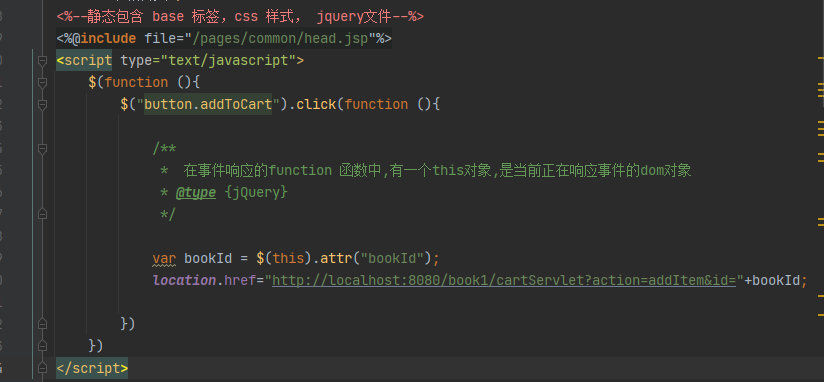 <%--静态包含 base 标签，css 样式， jquery文件--%>
<%@include file="/pages/common/head.jsp"%>
<script type="text/javascript">
$(function (){
$("button.addToCart").click(function (){
/**
* 在事件响应的function 函数中,有一个this对象,是当前正在响应事件的dom对象
* @type {jQuery}
*/
var bookId = $(this).attr("bookId");
location.href="http://localhost:8080/book1/cartServlet?action=addItem&id="+bookId;
})
})
</script>